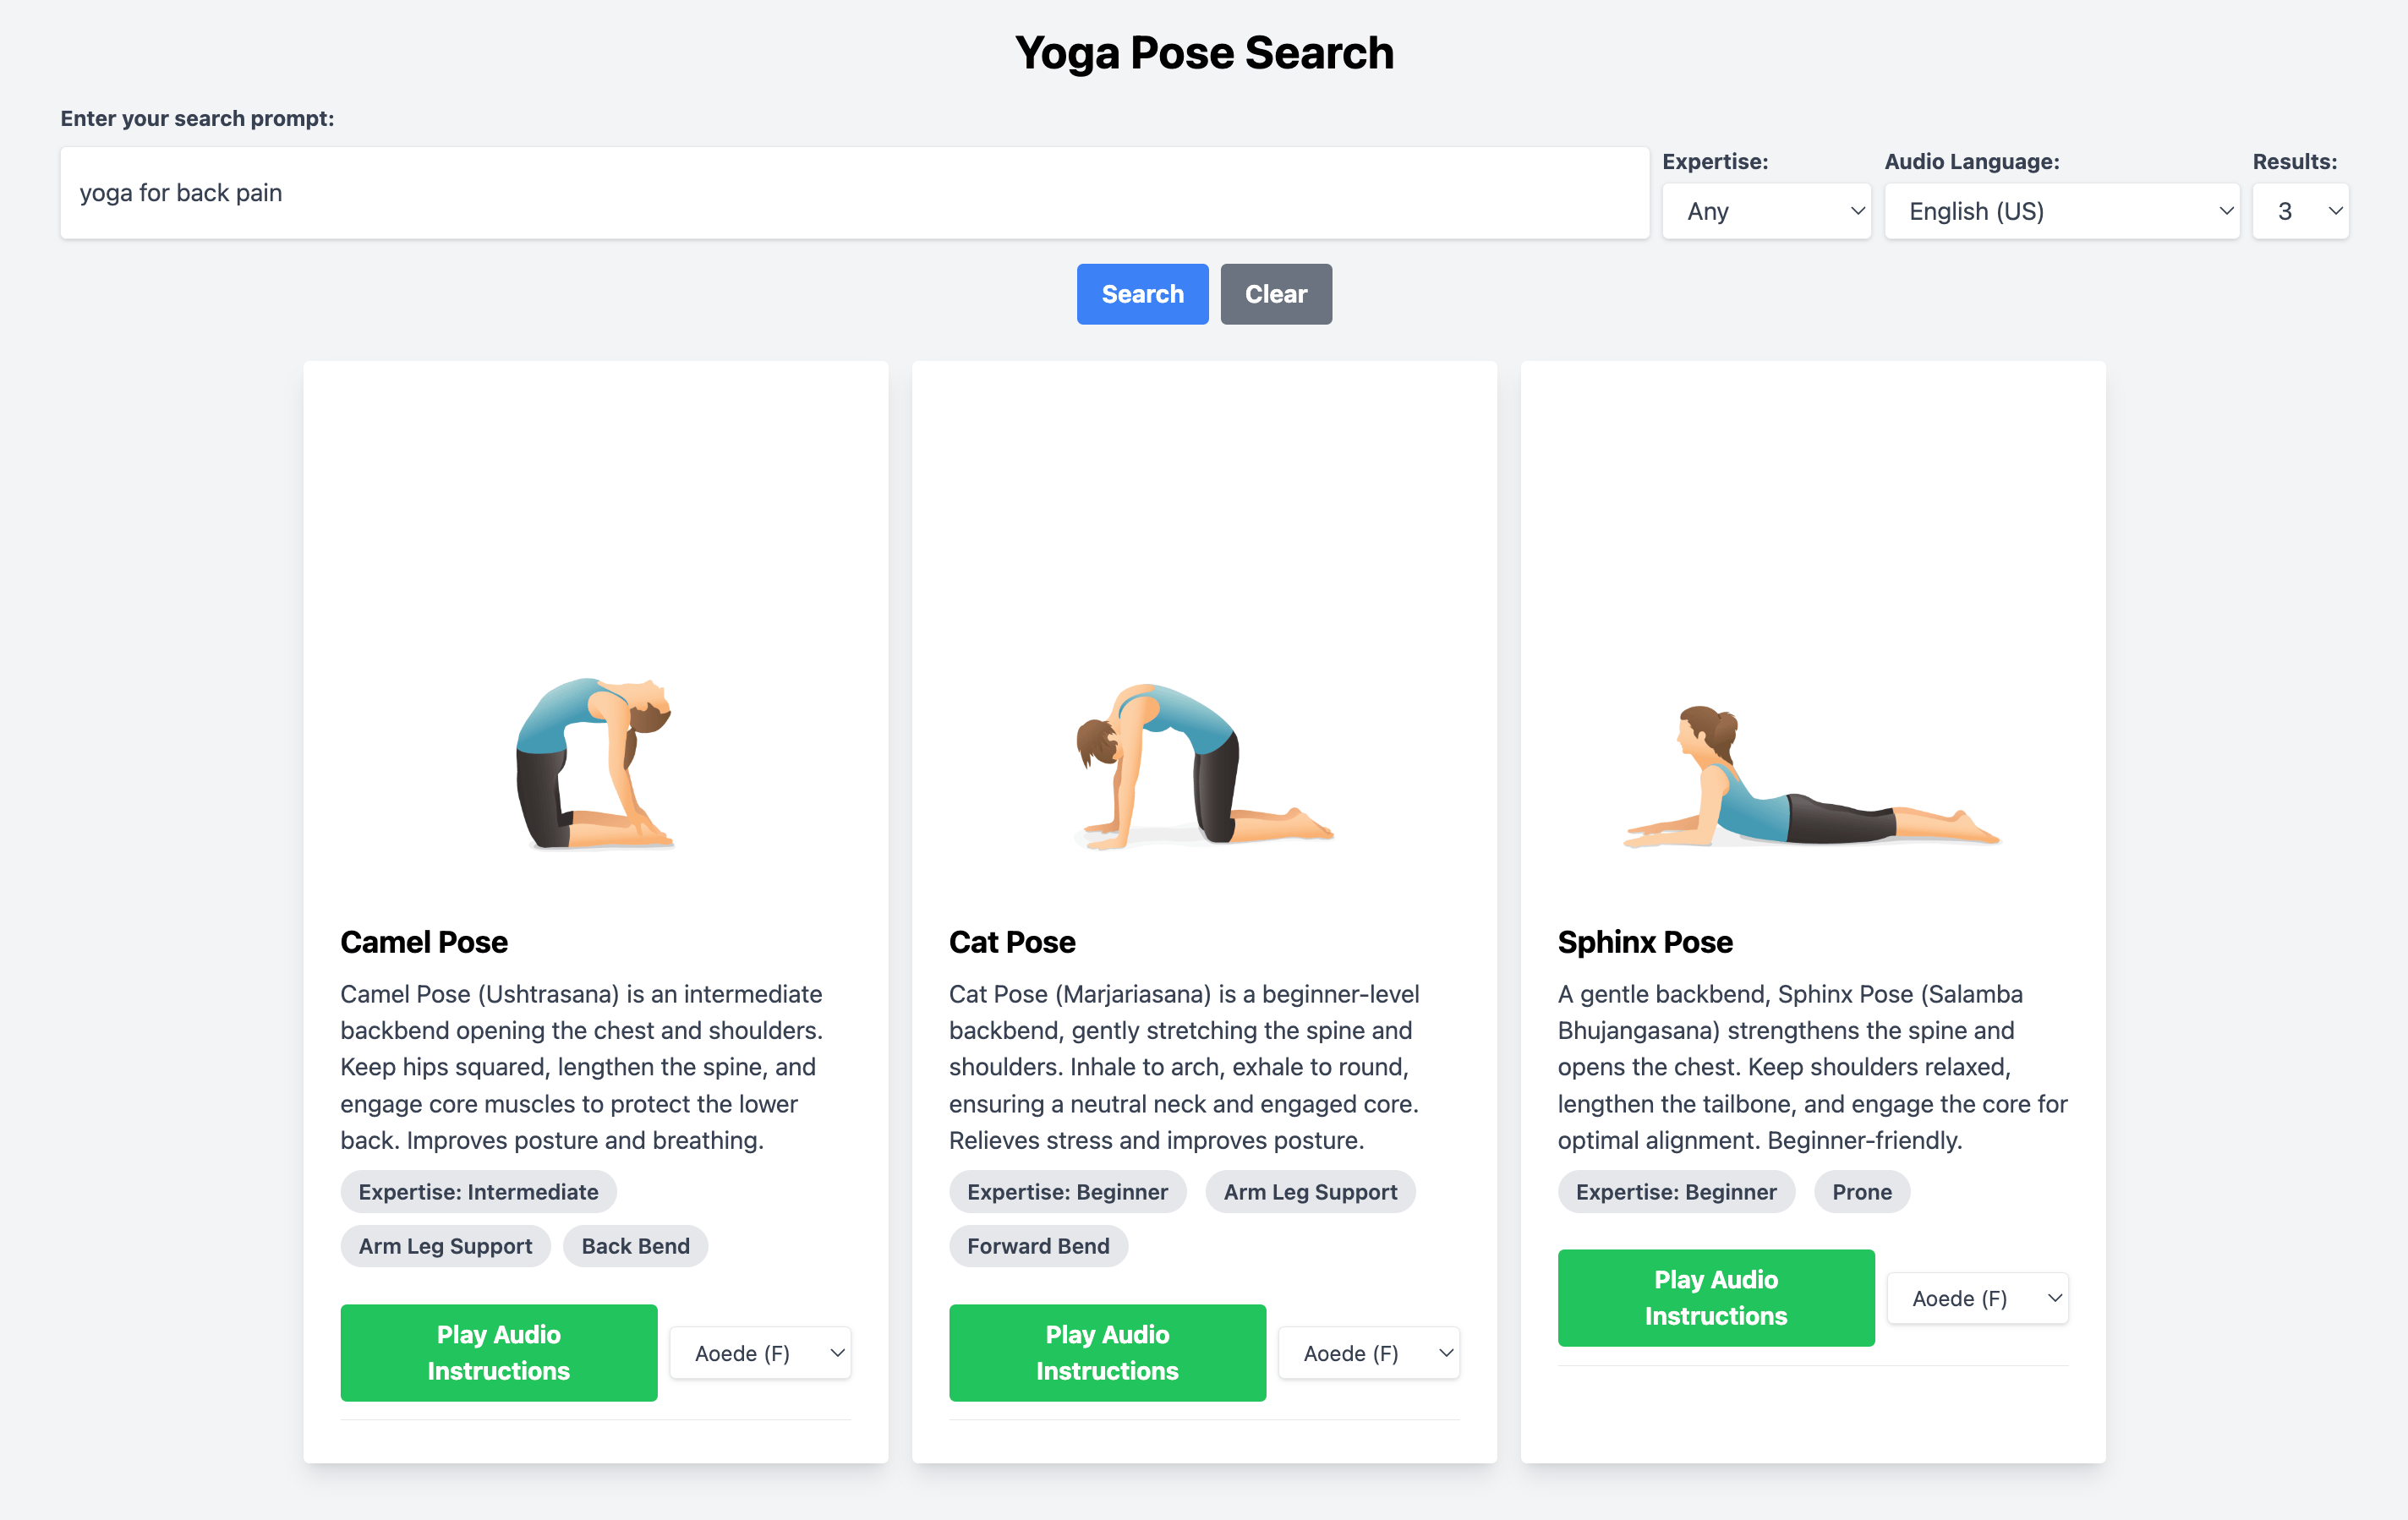 Yoga Pose Search
Enter your search prompt:
yoga for back pain
Expertise:
Any
Audio Language:
English (US)
Results:
3
Search
Clear
Camel Pose
Camel Pose (Ushtrasana) is an intermediate
backbend opening the chest and shoulders.
Keep hips squared, lengthen the spine, and
engage core muscles to protect the lower
back. Improves posture and breathing.
Expertise: Intermediate
Arm Leg Support
Back Bend
Play Audio
Instructions
Aoede (F)
Cat Pose
Cat Pose (Marjariasana) is a beginner-level
backbend, gently stretching the spine and
shoulders. Inhale to arch, exhale to round,
ensuring a neutral neck and engaged core.
Relieves stress and improves posture.
Expertise: Beginner
Arm Leg Support
Forward Bend
Play Audio
Instructions
Aoede (F)
Sphinx Pose
A gentle backbend, Sphinx Pose (Salamba
Bhujangasana) strengthens the spine and
opens the chest. Keep shoulders relaxed,
lengthen the tailbone, and engage the core for
optimal alignment. Beginner-friendly.
Expertise: Beginner
Prone
Play Audio
Instructions
Aoede (F)